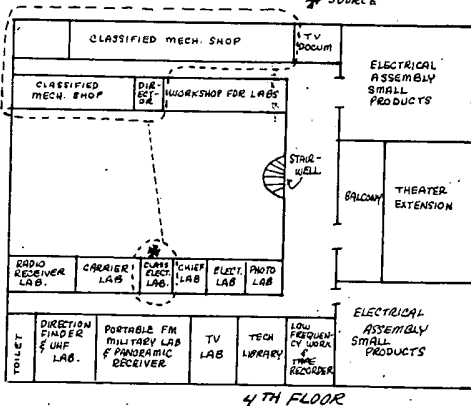 * SOURCE
CLASSIFIED MECH. SHOP
TV
DOCUM
ELECTRICAL
ASSEMBLY
SMALL
PRODUCTS
CLASSIFIED
MECH. SHOP
DIR-
ECT-
OR
WORKSHOP FOR LABS
STAIR-
WELL
BALCONY
THEATER
EXTENSION
RADIO
RECEIVER
LAB.
CARRIER
LAB
CLASS
ELECT.
LAB.
CHIEF
LAB
ELECT.
LAB
PHOTO
LAB
TOILET
DIRECTION
FINDER
& UHF
LAB.
PORTABLE FM
MILITARY LAB
& PANORAMIC
RECEIVER
TV
LAB
TECH
LIBRARY
LOW
FREQUEN-
CY WORK
&
TAPE
RECORDER
ELECTRICAL
ASSEMBLY
SMALL
PRODUCTS
4TH FLOOR